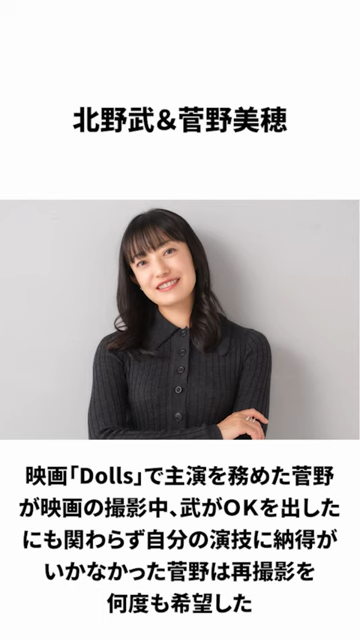 北野武＆菅野美穂
映画「Dolls」で主演を務めた菅野
が映画の撮影中、武がＯＫを出した
にも関わらず自分の演技に納得が
いかなかった菅野は再撮影を
何度も希望した